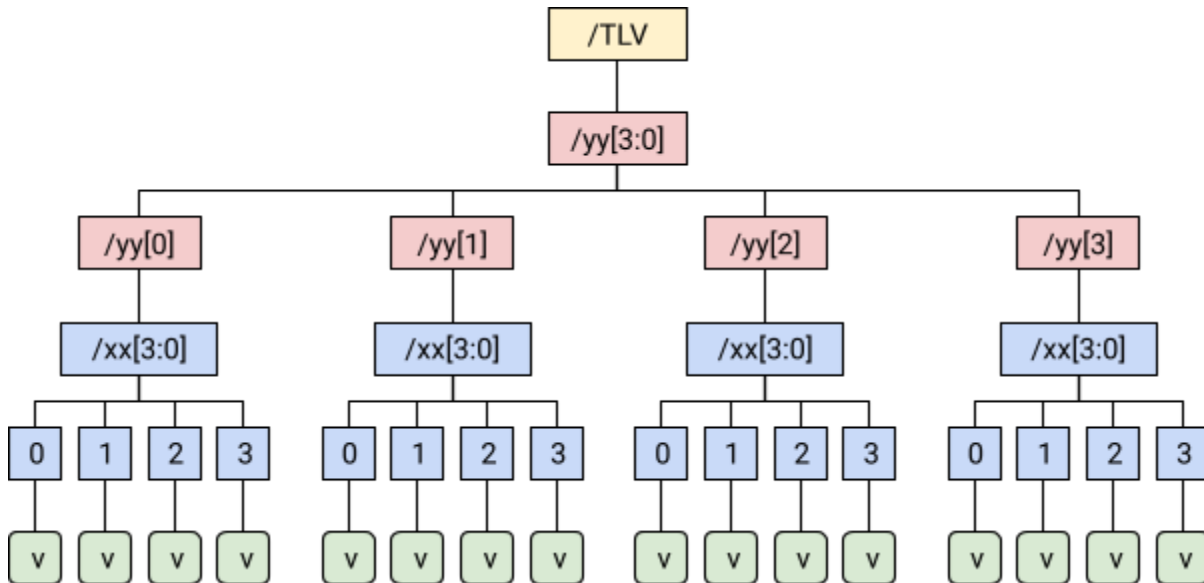 /TLV
/yy[3:0]
/yy[0] /yy[1] /yy[2] /yy[3]
/xx[3:0] /xx[3:0] /xx[3:0] /xx[3:0]
0 1 2 3 0 1 2 3 0 1 2 3 0 1 2 3
v v v v v v v v v v v v v v v v